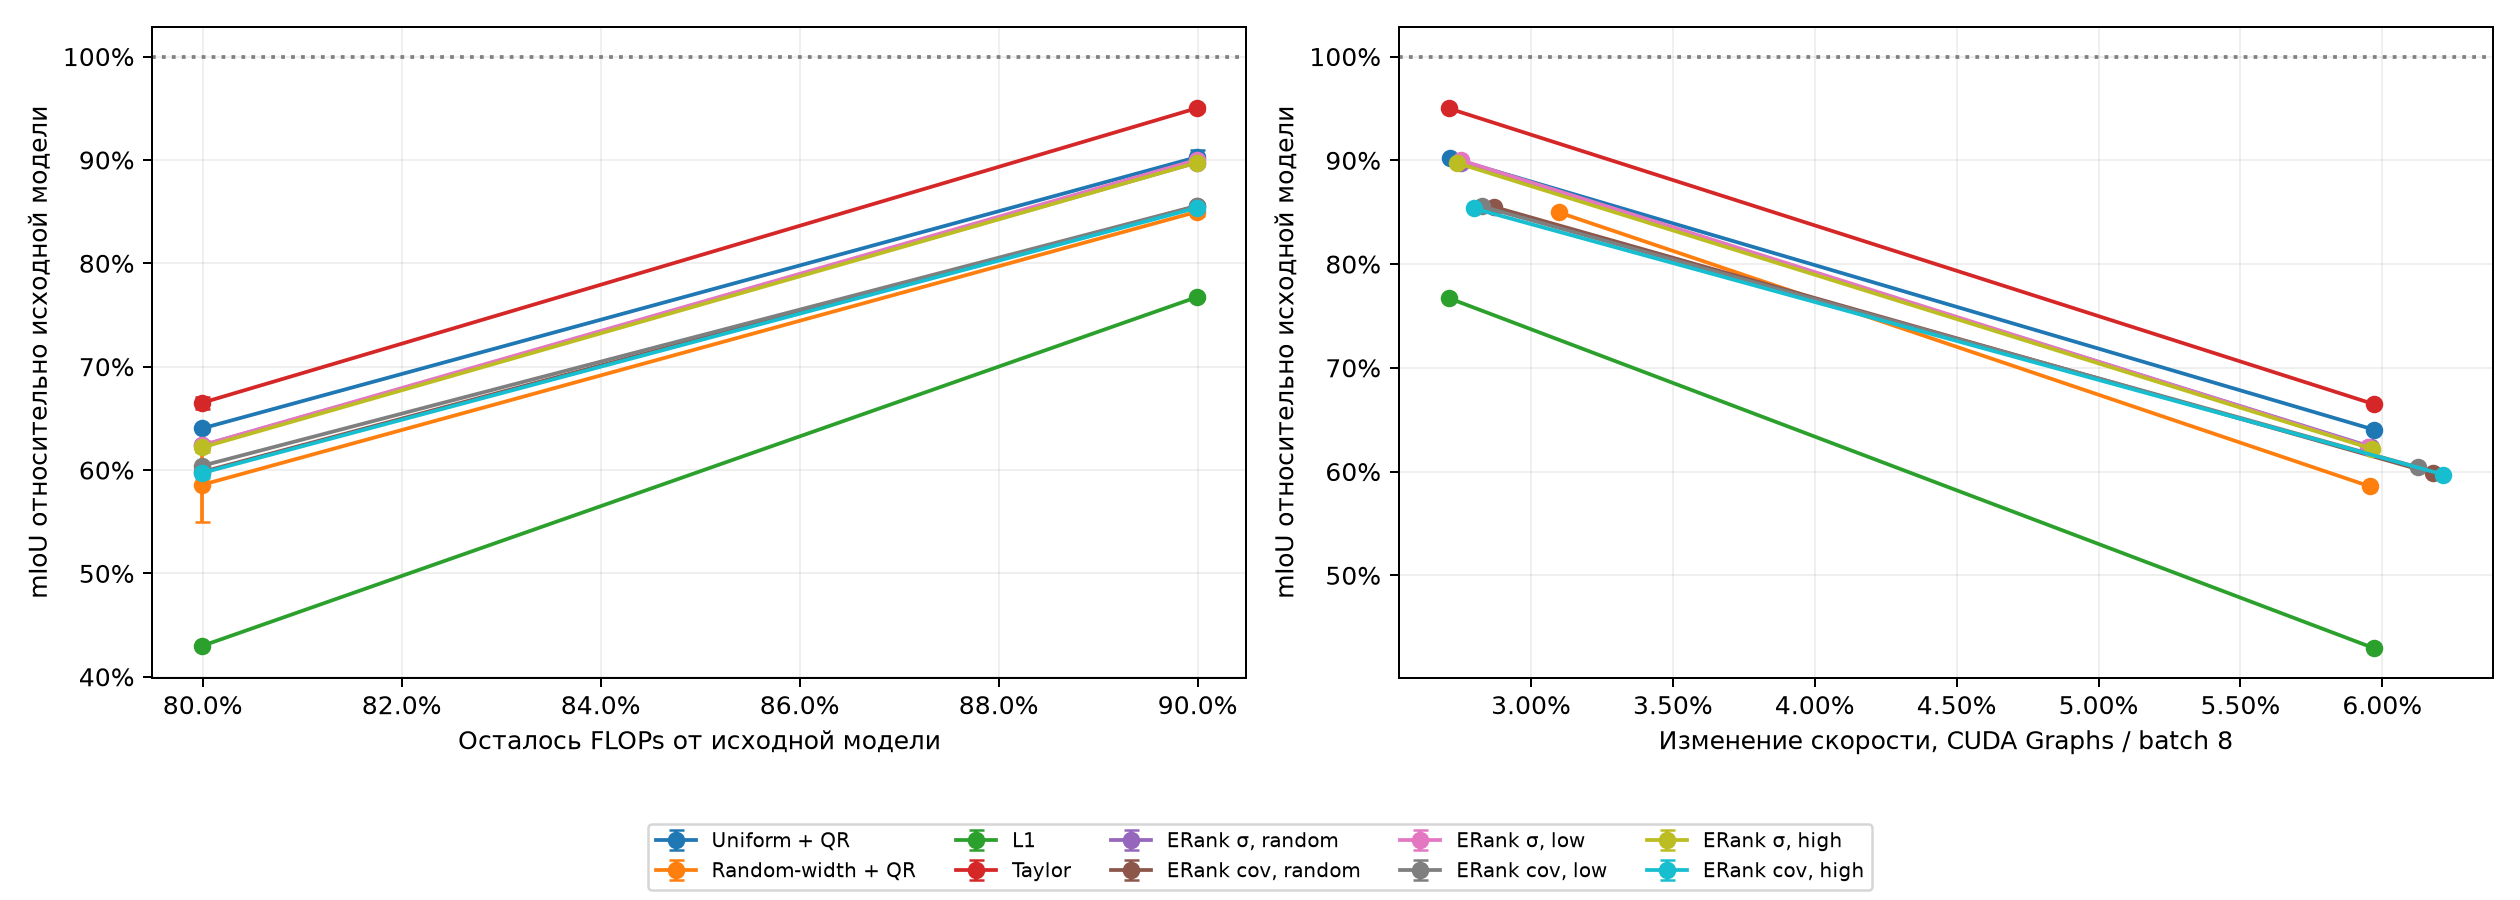 100%
90%
80%
70%
60%
50%
40%
mIoU относительно исходной модели
80.0% 82.0% 84.0% 86.0% 88.0% 90.0%
Осталось FLOPs от исходной модели
100%
90%
80%
70%
60%
50%
mIoU относительно исходной модели
3.00% 3.50% 4.00% 4.50% 5.00% 5.50% 6.00%
Изменение скорости, CUDA Graphs / batch 8
Uniform + QR L1 ERank σ, random ERank σ, low ERank σ, high
Random-width + QR Taylor ERank cov, random ERank cov, low ERank cov, high